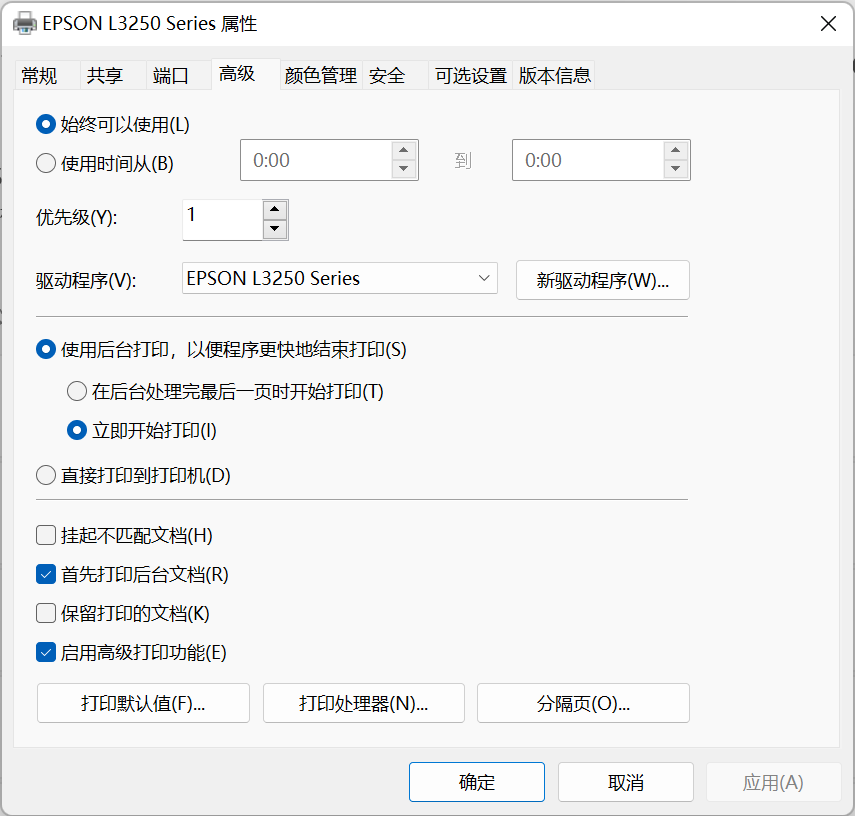 EPSON L3250 Series 属性
常规 共享 端口 高级 颜色管理 安全 可选设置 版本信息
始终可以使用(L)
使用时间从(B) 0:00 到 0:00
优先级(Y): 1
驱动程序(V): EPSON L3250 Series 新驱动程序(W)...
使用后台打印，以便程序更快地结束打印(S)
在后台处理完最后一页时开始打印(T)
立即开始打印(I)
直接打印到打印机(D)
挂起不匹配文档(H)
首先打印后台文档(R)
保留打印的文档(K)
启用高级打印功能(E)
打印默认值(F)... 打印处理器(N)... 分隔页(O)...
确定 取消 应用(A)